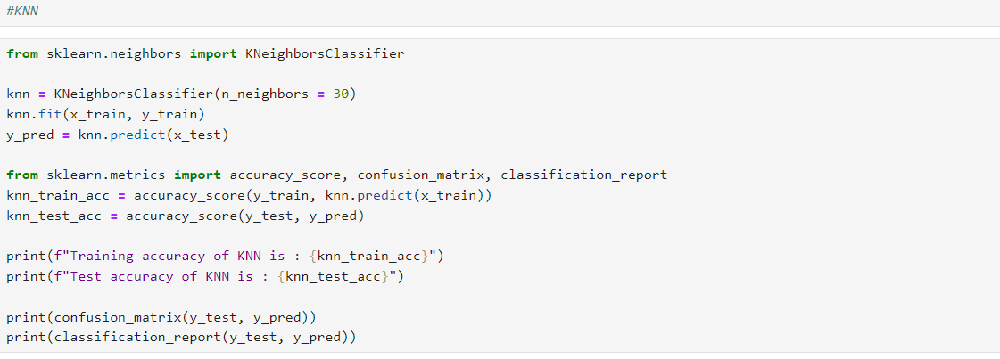 #KNN
from sklearn.neighbors import KNeighborsClassifier
knn = KNeighborsClassifier(n_neighbors = 30)
knn.fit(x_train, y_train)
y_pred = knn.predict(x_test)
from sklearn.metrics import accuracy_score, confusion_matrix, classification_report
knn_train_acc = accuracy_score(y_train, knn.predict(x_train))
knn_test_acc = accuracy_score(y_test, y_pred)
print(f"Training accuracy of KNN is : {knn_train_acc}")
print(f"Test accuracy of KNN is : {knn_test_acc}")
print(confusion_matrix(y_test, y_pred))
print(classification_report(y_test, y_pred))